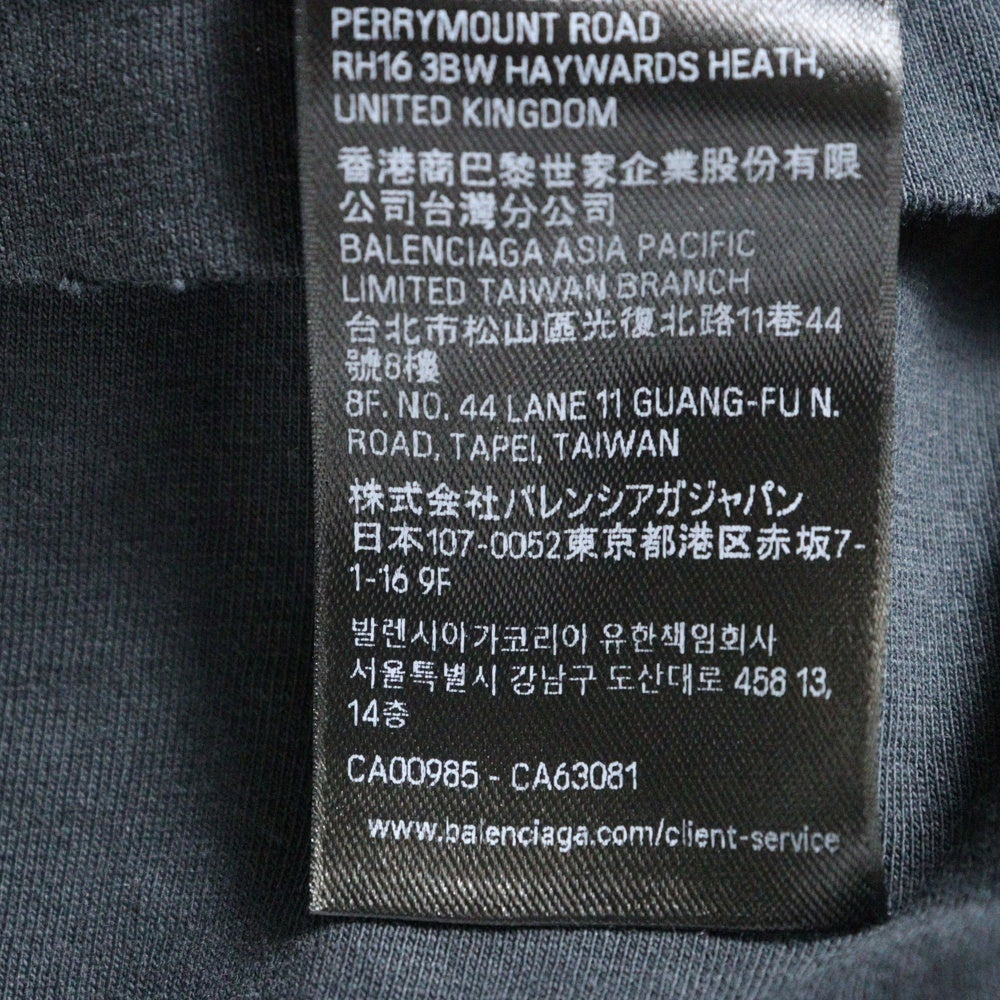 PERRYMOUNT ROAD
RH16 3BW HAYWARDS HEATH,
UNITED KINGDOM
香港商巴黎世家企業股份有限
公司台灣分公司
BALENCIAGA ASIA PACIFIC
LIMITED TAIWAN BRANCH
台北市松山區光復北路11巷44
號8樓
8F. NO. 44 LANE 11 GUANG-FU N.
ROAD, TAPEI, TAIWAN
株式会社バレンシアガジャパン
日本107-0052東京都港区赤坂7-
1-16 9F
발렌시아가코리아 유한책임회사
서울특별시 강남구 도산대로 458 13,
14층
CA00985 - CA63081
www.balenciaga.com/client-service